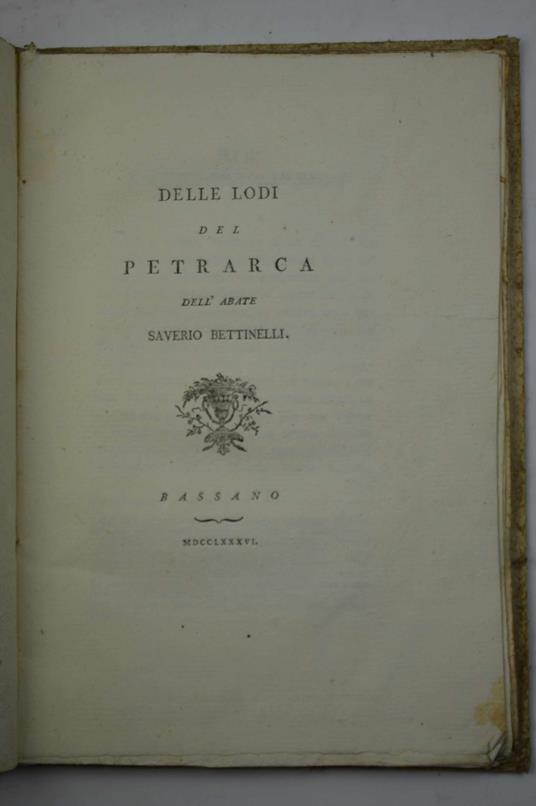 DELLE LODI
DEL
PETRARCA
DELL' ABATE
SAVERIO BETTINELLI.
BASSANO
MDCCLXXXVI.